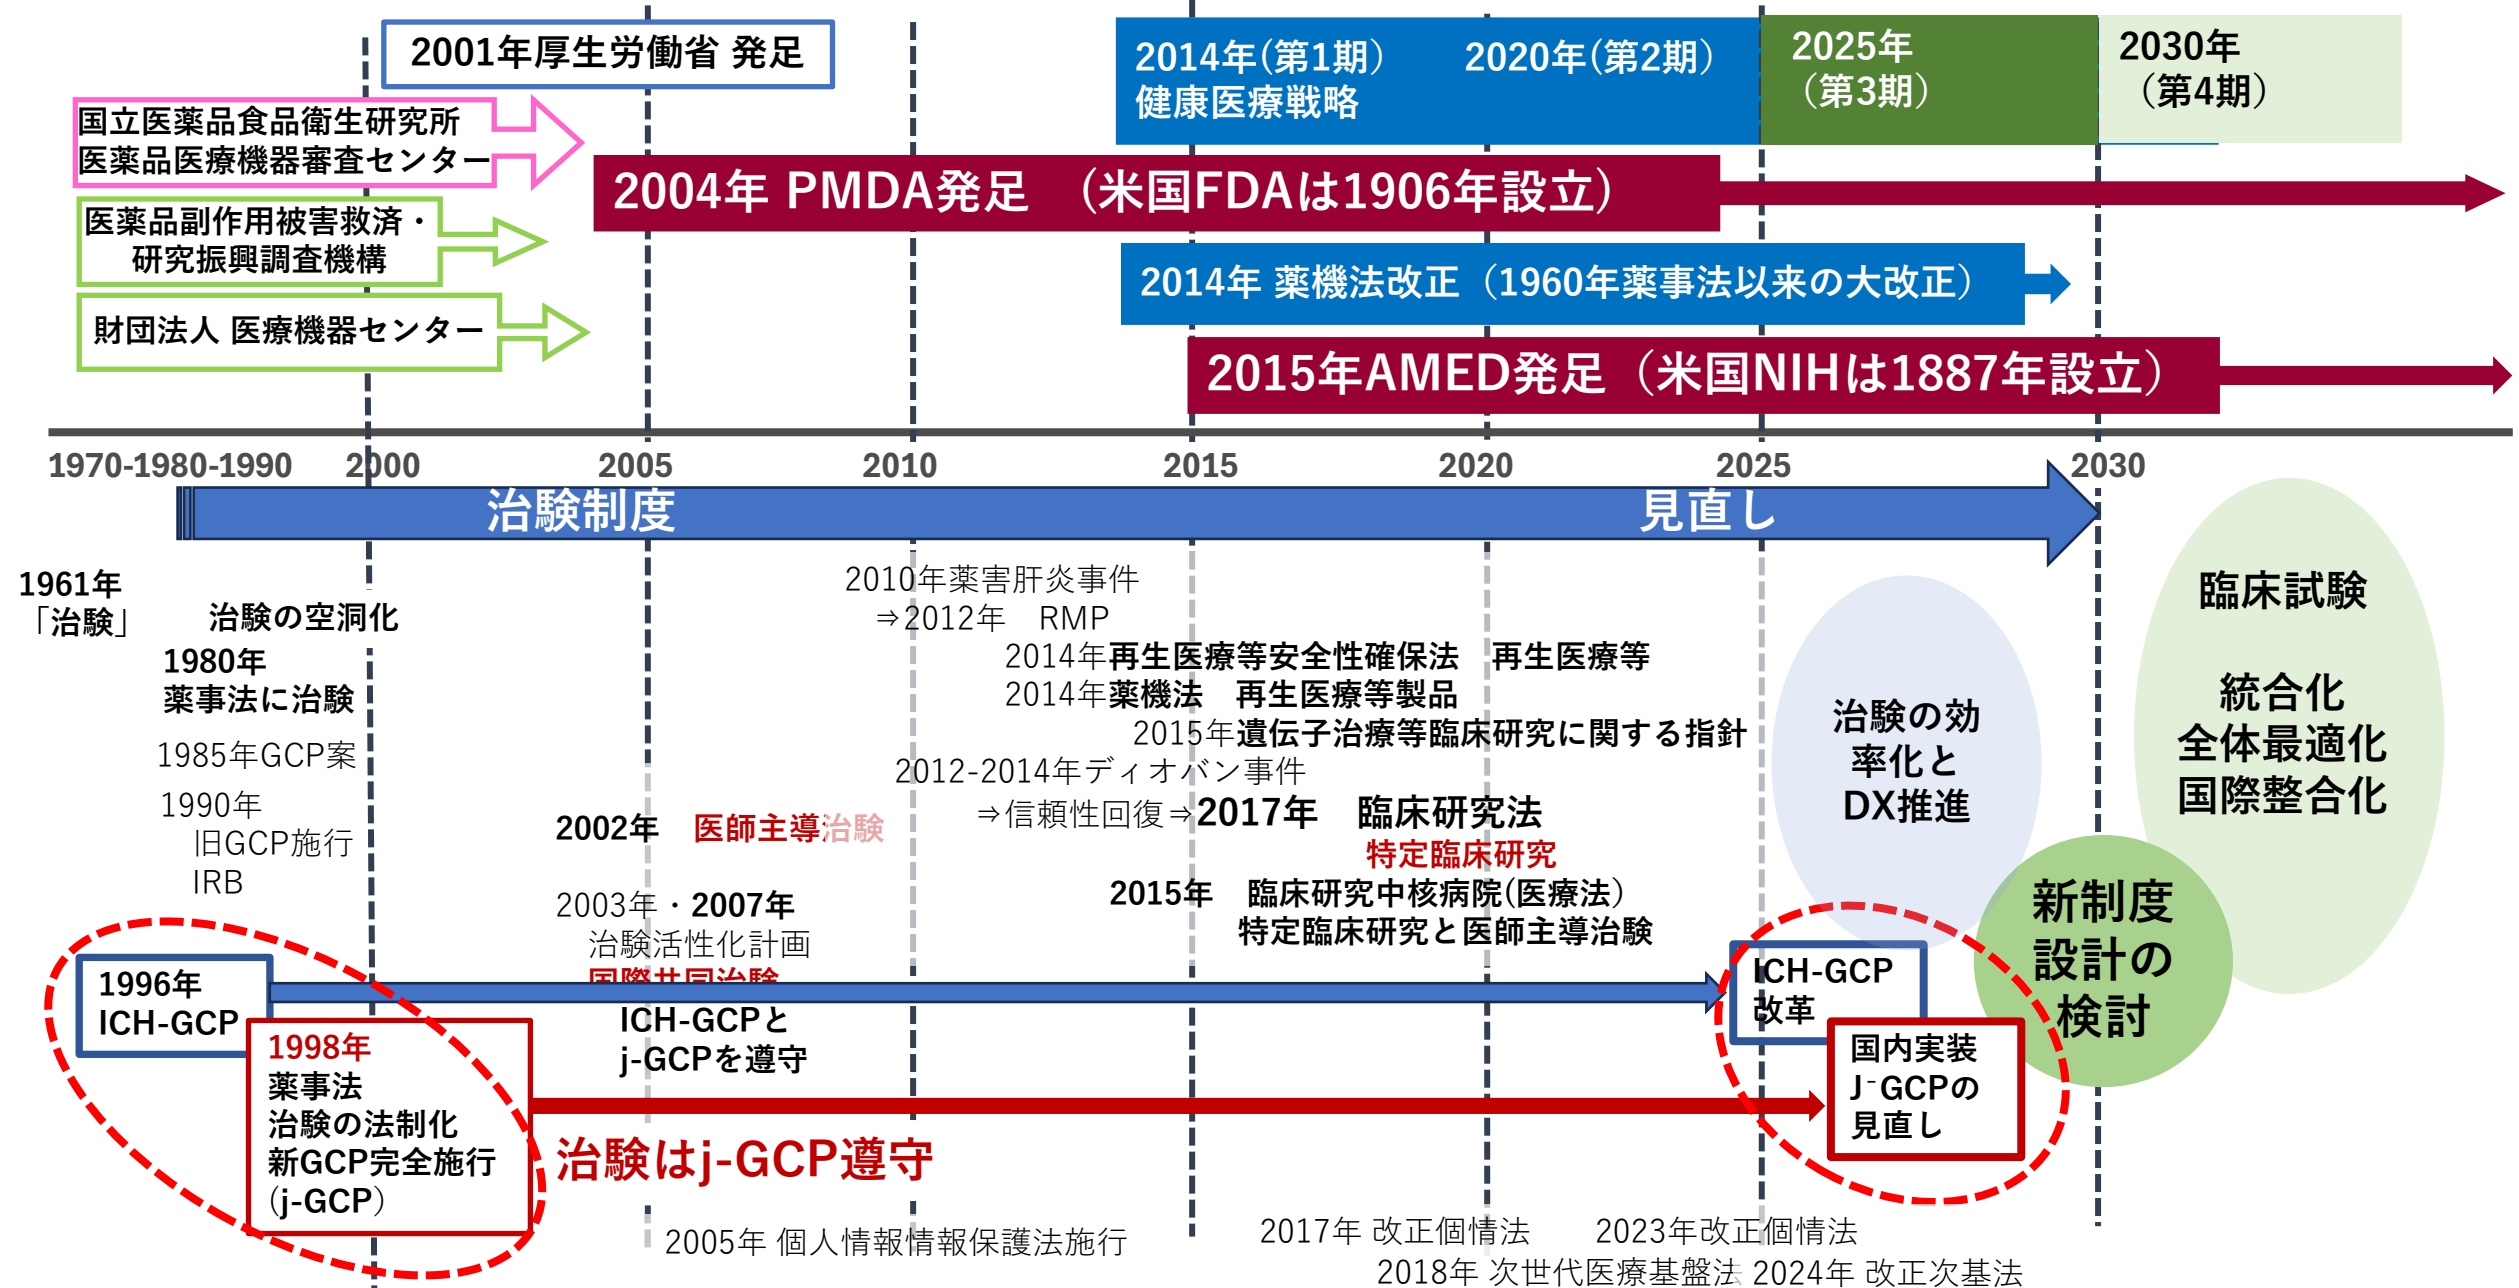 2001年厚生労働省 発足
国立医薬品食品衛生研究所
医薬品医療機器審査センター
医薬品副作用被害救済・
研究振興調査機構
財団法人 医療機器センター
2014年(第1期) 2020年(第2期)
健康医療戦略
2025年
(第3期)
2030年
(第4期)
2004年 PMDA発足 (米国FDAは1906年設立)
2014年 薬機法改正(1960年薬事法以来の大改正)
2015年AMED発足(米国NIHは1887年設立)
1970-1980-1990 2000 2005 2010 2015 2020 2025 2030
治験制度 見直し
1961年
「治験」
治験の空洞化
1980年
薬事法に治験
1985年GCP案
1990年
旧GCP施行
IRB
1996年
ICH-GCP
1998年
薬事法
治験の法制化
新GCP完全施行
(j-GCP)
2002年 医師主導治験
2003年・2007年
治験活性化計画
国際共同治験
ICH-GCPと
j-GCPを遵守
治験はj-GCP遵守
2005年 個人情報情報保護法施行
2010年薬害肝炎事件
⇒2012年 RMP
2014年再生医療等安全性確保法 再生医療等
2014年薬機法 再生医療等製品
2015年遺伝子治療等臨床研究に関する指針
2012-2014年ディオバン事件
⇒信頼性回復⇒2017年 臨床研究法
特定臨床研究
2015年 臨床研究中核病院(医療法)
特定臨床研究と医師主導治験
2017年 改正個情法 2023年改正個情法
2018年 次世代医療基盤法 2024年 改正次基法
治験の効
率化と
DX推進
ICH-GCP
改革
国内実装
J-GCPの
見直し
臨床試験
統合化
全体最適化
国際整合化
新制度
設計の
検討